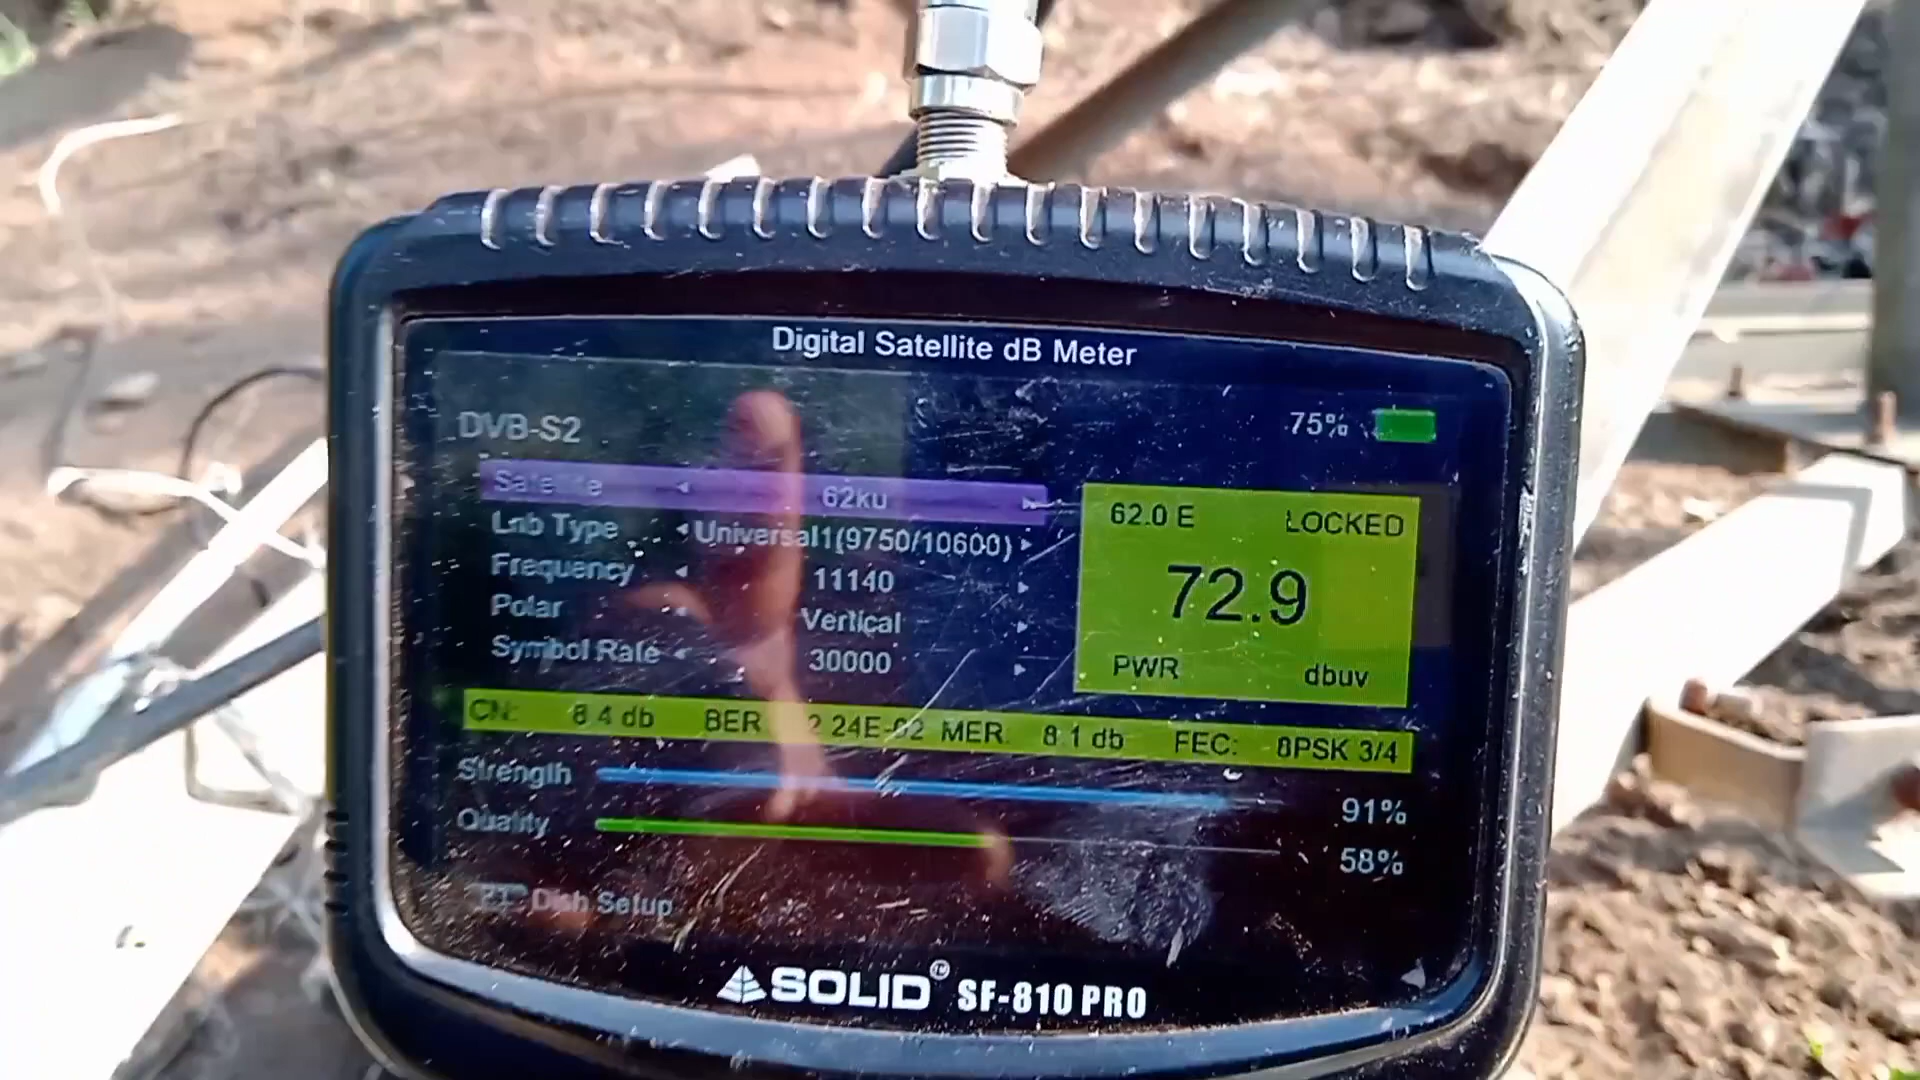 Digital Satellite dB Meter
DVB-S2
75%
Satellite 62ku
Lnb Type Universal1(9750/10600)
Frequency 11140
Polar Vertical
Symbol Rate 30000
62.0 E LOCKED
72.9
PWR dbuv
CN: 8.4 db BER 2.24E-02 MER: 8.1 db FEC: 8PSK 3/4
Strength 91%
Quality 58%
Dish Setup
SOLID TM SF-810 PRO